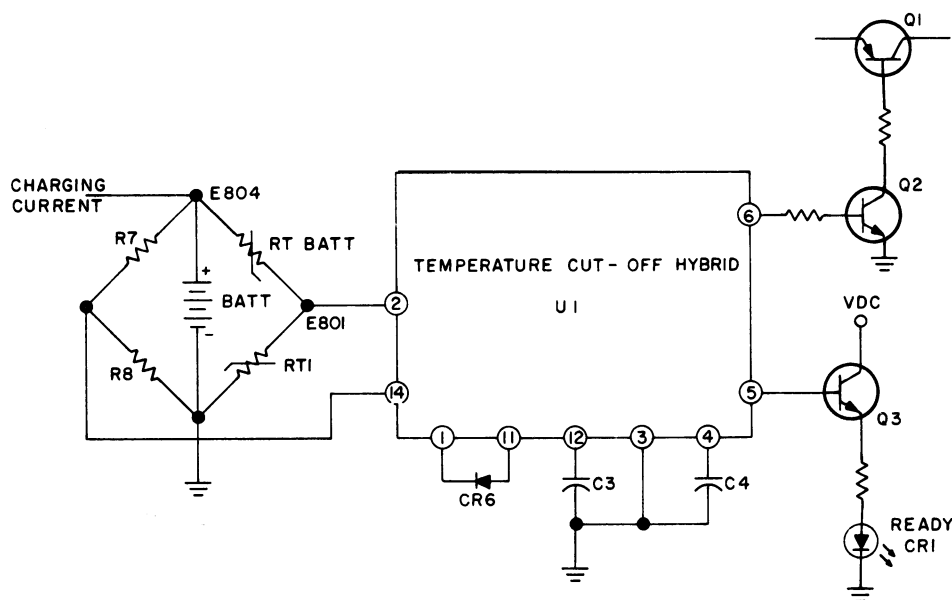 Q1
Q2
CHARGING
CURRENT
E804
R7
RT BATT
+
BATT
-
E801
R8
RT1
TEMPERATURE CUT-OFF HYBRID
U1
2
14
6
5
1
11
12
3
4
CR6
C3
C4
VDC
Q3
READY
CR1